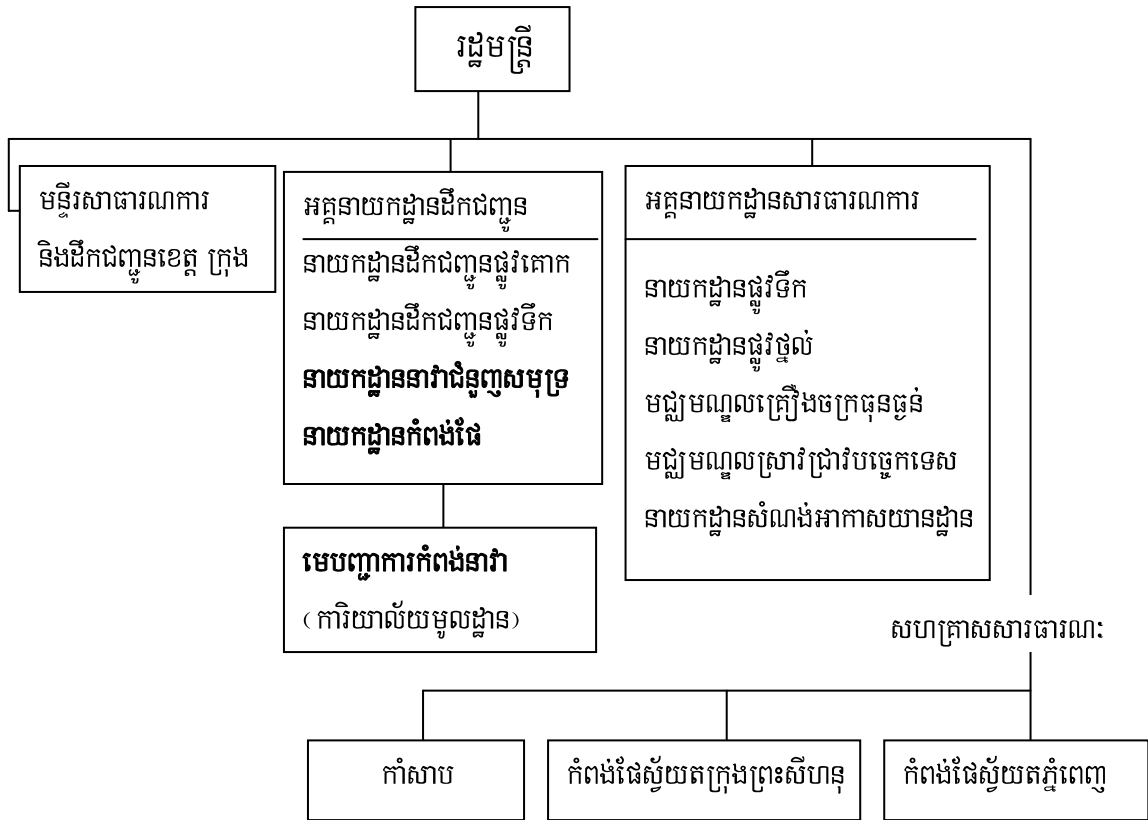 រដ្ឋមន្ត្រី
មន្ទីរសាធារណការ
និងដឹកជញ្ជូនខេត្ត ក្រុង
អគ្គនាយកដ្ឋានដឹកជញ្ជូន
នាយកដ្ឋានដឹកជញ្ជូនផ្លូវគោក
នាយកដ្ឋានដឹកជញ្ជូនផ្លូវទឹក
នាយកដ្ឋាននាវាជំនួញសមុទ្រ
នាយកដ្ឋានកំពង់ផែ
មេបញ្ជាការកំពង់នាវា
(ការិយាល័យមូលដ្ឋាន)
អគ្គនាយកដ្ឋានសារធារណការ
នាយកដ្ឋានផ្លូវទឹក
នាយកដ្ឋានផ្លូវថ្នល់
មជ្ឈមណ្ឌលគ្រឿងចក្រធុនធ្ងន់
មជ្ឈមណ្ឌលស្រាវជ្រាវបច្ចេកទេស
នាយកដ្ឋានសំណង់អាកាសយានដ្ឋាន
សហគ្រាសសារធារណៈ
កាំសាប
កំពង់ផែស្វ័យតក្រុងព្រះសីហនុ
កំពង់ផែស្វ័យតភ្នំពេញ